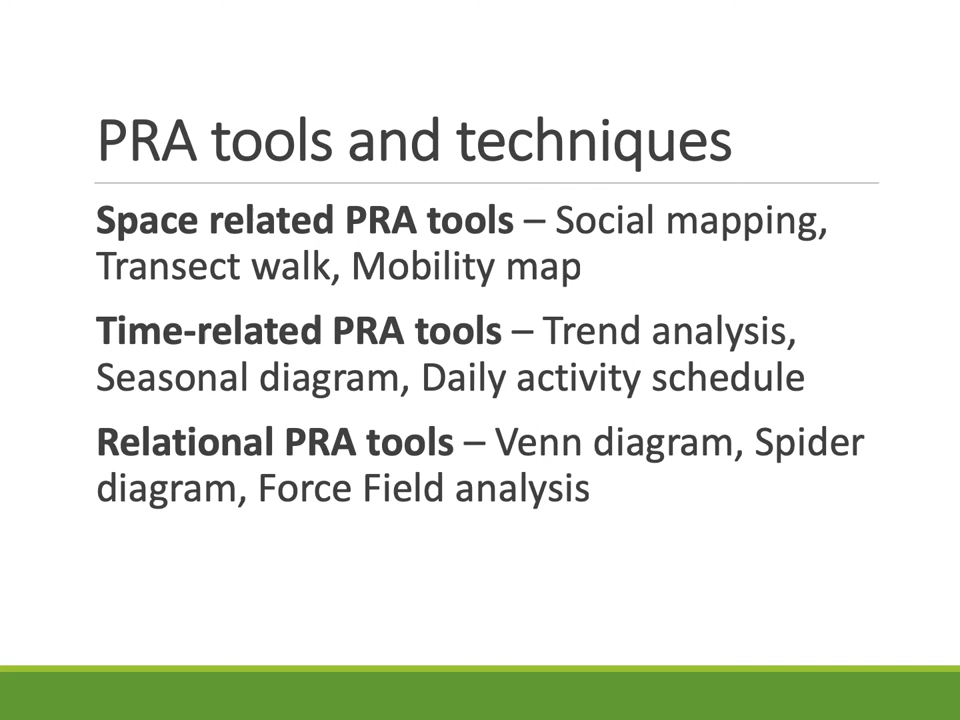 PRA tools and techniques
Space related PRA tools – Social mapping,
Transect walk, Mobility map
Time-related PRA tools – Trend analysis,
Seasonal diagram, Daily activity schedule
Relational PRA tools – Venn diagram, Spider
diagram, Force Field analysis